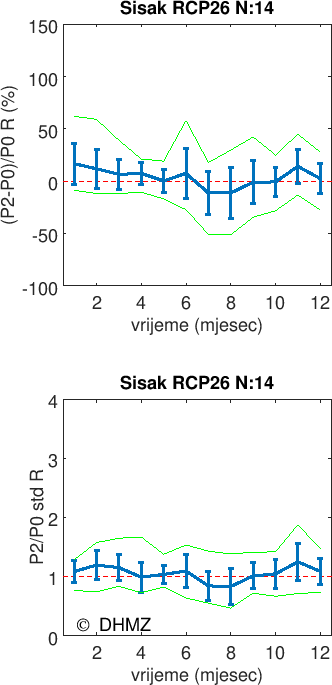 Sisak RCP26 N:14
150
100
50
0
-50
-100
(P2-P0)/P0 R (%)
2 4 6 8 10 12
vrijeme (mjesec)
Sisak RCP26 N:14
4
3
2
1
0
P2/P0 std R
© DHMZ
2 4 6 8 10 12
vrijeme (mjesec)